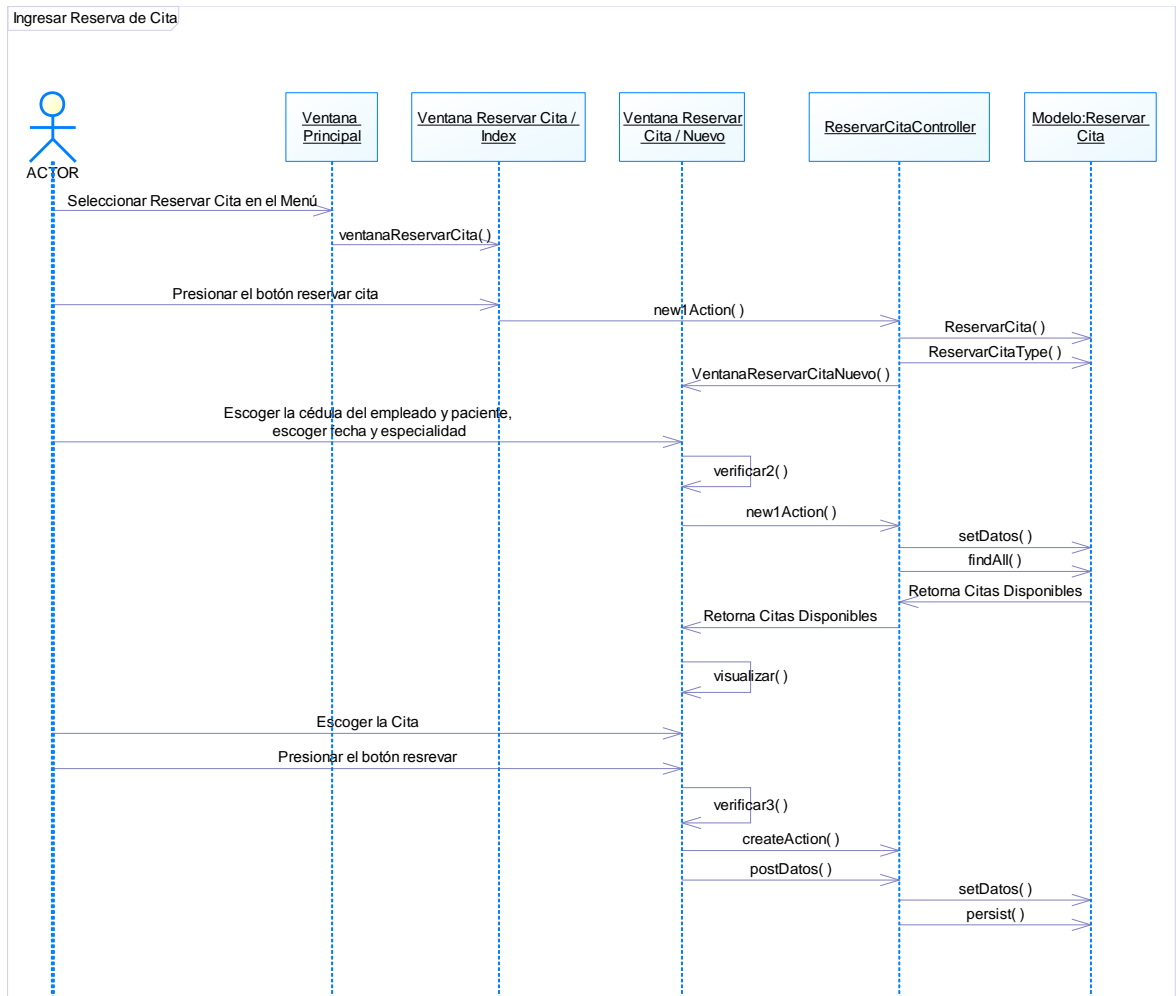 Ingresar Reserva de Cita
ACTOR
Ventana
Principal
Ventana Reservar Cita /
Index
Ventana Reservar
Cita / Nuevo
ReservarCitaController
Modelo:Reservar
Cita
Seleccionar Reservar Cita en el Menú
ventanaReservarCita( )
Presionar el botón reservar cita
new1Action( )
ReservarCita( )
ReservarCitaType( )
VentanaReservarCitaNuevo( )
Escoger la cédula del empleado y paciente,
escoger fecha y especialidad
verificar2( )
new1Action( )
setDatos( )
findAll( )
Retorna Citas Disponibles
Retorna Citas Disponibles
visualizar( )
Escoger la Cita
Presionar el botón resrevar
verificar3( )
createAction( )
postDatos( )
setDatos( )
persist( )